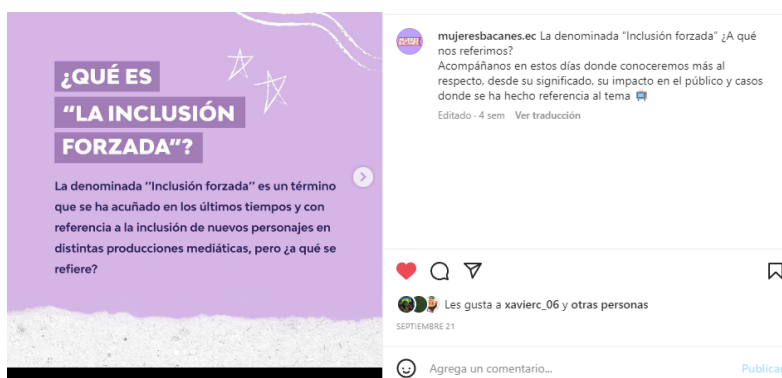 ¿QUÉ ES
“LA INCLUSIÓN
FORZADA”?
La denominada ‘‘Inclusión forzada’’ es un término
que se ha acuñado en los últimos tiempos y con
referencia a la inclusión de nuevos personajes en
distintas producciones mediáticas, pero ¿a qué se
refiere?
mujeresbacanes.ec La denominada “Inclusión forzada” ¿A qué
nos referimos?
Acompáñanos en estos días donde conoceremos más al
respecto, desde su significado, su impacto en el público y casos
donde se ha hecho referencia al tema
Editado · 4 sem Ver traducción
Les gusta a xavierc_06 y otras personas
SEPTIEMBRE 21
Agrega un comentario...
Publicar